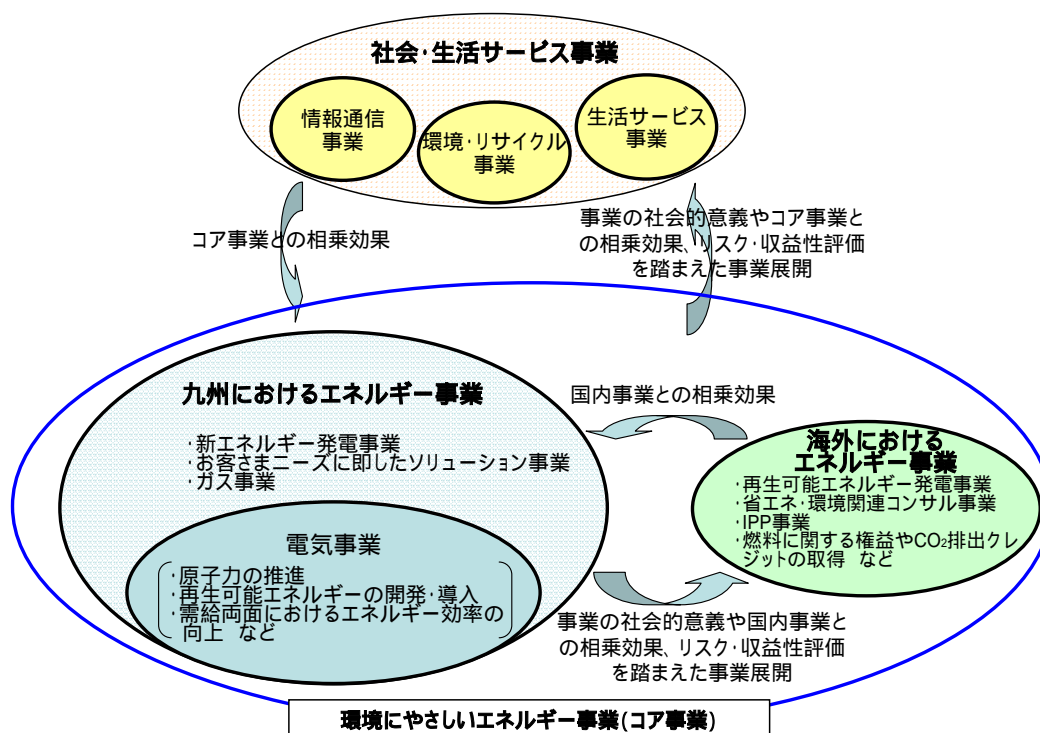 社会・生活サービス事業
情報通信
事業
環境・リサイクル
事業
生活サービス
事業
コア事業との相乗効果
事業の社会的意義やコア事業と
の相乗効果、リスク・収益性評価
を踏まえた事業展開
九州におけるエネルギー事業
・新エネルギー発電事業
・お客さまニーズに即したソリューション事業
・ガス事業
電気事業
・原子力の推進
・再生可能エネルギーの開発・導入
・需給両面におけるエネルギー効率の
向上 など
国内事業との相乗効果
海外における
エネルギー事業
・再生可能エネルギー発電事業
・省エネ・環境関連コンサル事業
・IPP事業
・燃料に関する権益やCO₂排出クレ
ジットの取得 など
事業の社会的意義や国内事業と
の相乗効果、リスク・収益性評価
を踏まえた事業展開
環境にやさしいエネルギー事業(コア事業)